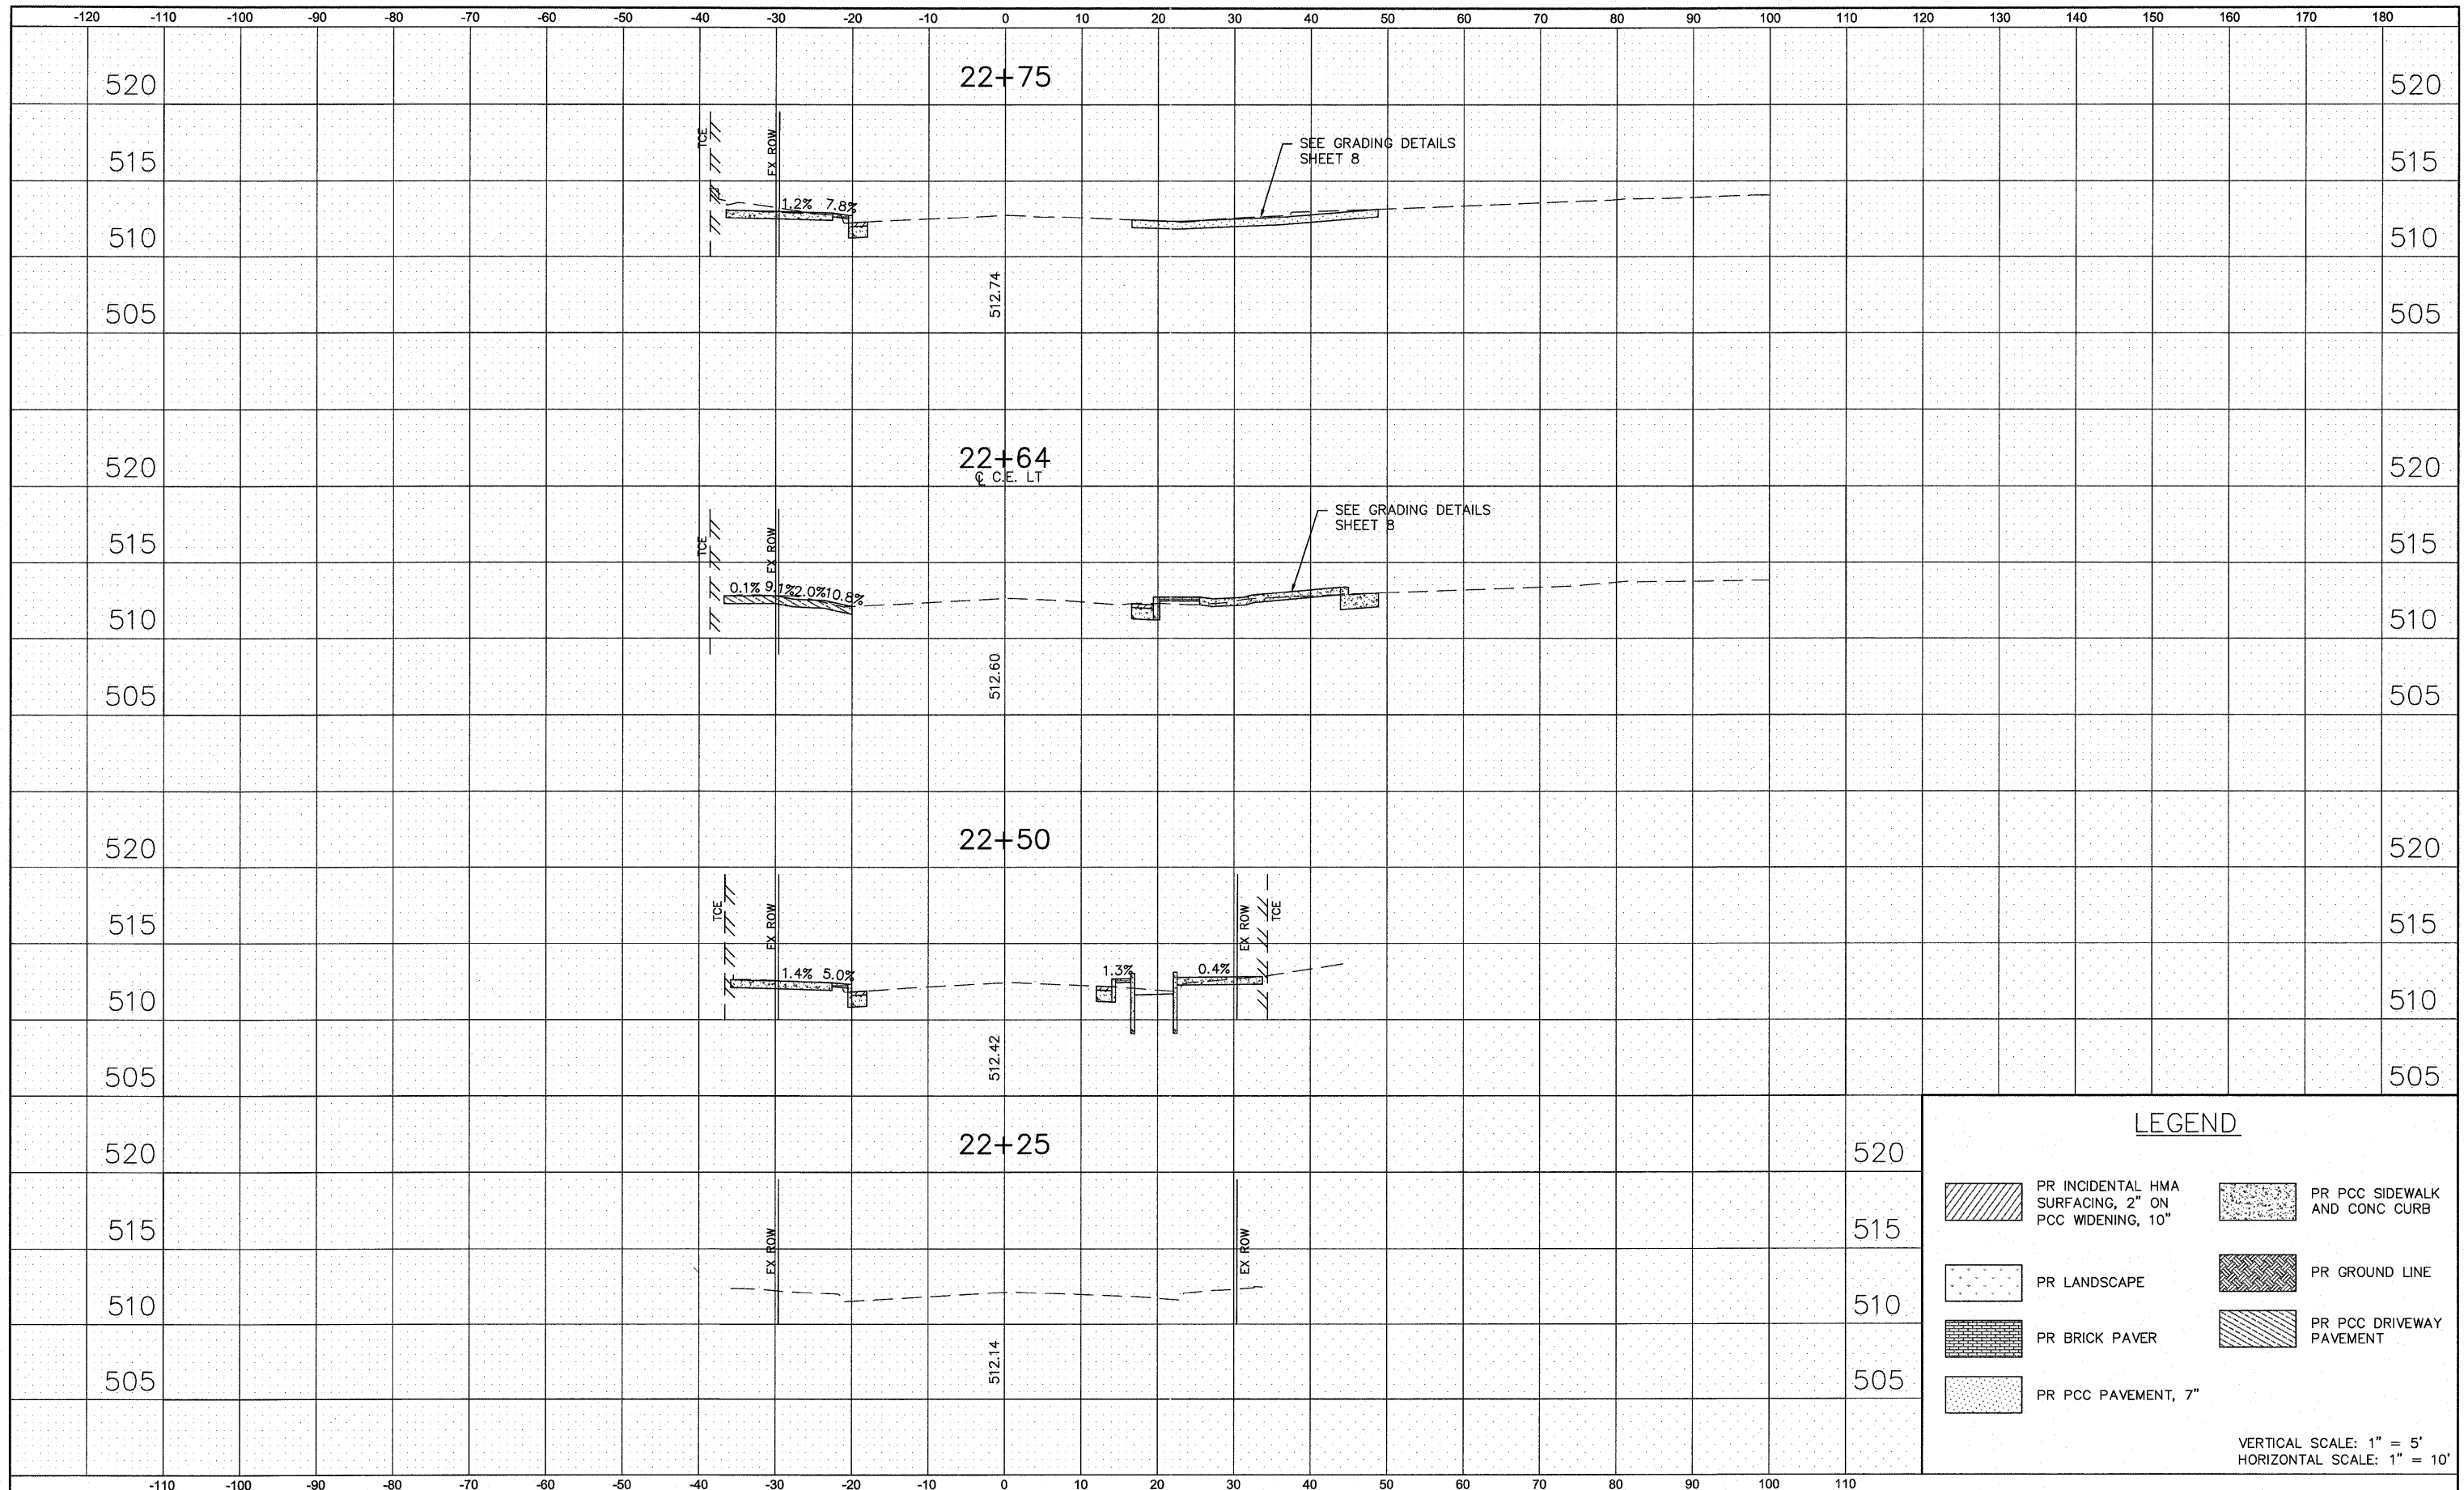 -120 -110 -100 -90 -80 -70 -60 -50 -40 -30 -20 -10 0 10 20 30 40 50 60 70 80 90 100 110 120 130 140 150 160 170 180
22+75
520 520
TCE EX ROW
SEE GRADING DETAILS
SHEET 8
515 515
1.2% 7.8%
510 510
512.74
505 505
22+64
℄ C.E. LT
520 520
TCE EX ROW
SEE GRADING DETAILS
SHEET 8
515 515
0.1% 9.1% 2.0% 10.8%
510 510
512.60
505 505
22+50
520 520
TCE EX ROW EX ROW TCE
515 515
1.4% 5.0% 1.3% 0.4%
510 510
512.42
505 505
22+25
520 520
EX ROW EX ROW
515 515
510 510
512.14
505 505
LEGEND
PR INCIDENTAL HMA
SURFACING, 2" ON
PCC WIDENING, 10"
PR LANDSCAPE
PR BRICK PAVER
PR PCC PAVEMENT, 7"
PR PCC SIDEWALK
AND CONC CURB
PR GROUND LINE
PR PCC DRIVEWAY
PAVEMENT
VERTICAL SCALE: 1" = 5'
HORIZONTAL SCALE: 1" = 10'
-110 -100 -90 -80 -70 -60 -50 -40 -30 -20 -10 0 10 20 30 40 50 60 70 80 90 100 110